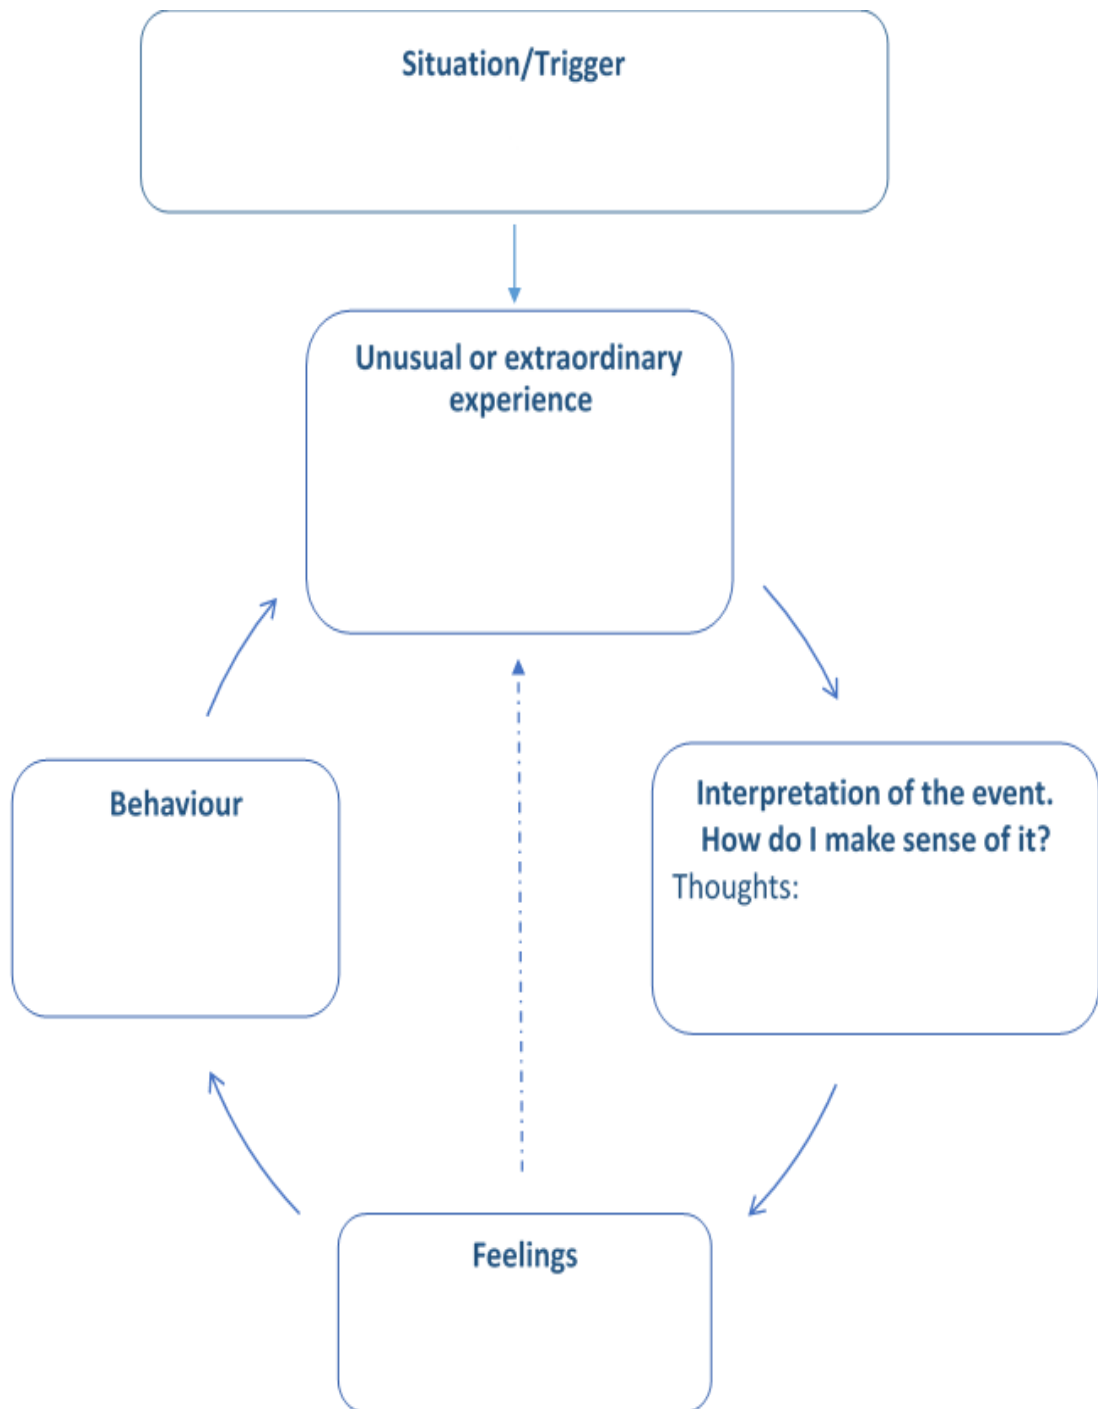 Situation/Trigger
Unusual or extraordinary
experience
Behaviour
Interpretation of the event.
How do I make sense of it?
Thoughts:
Feelings